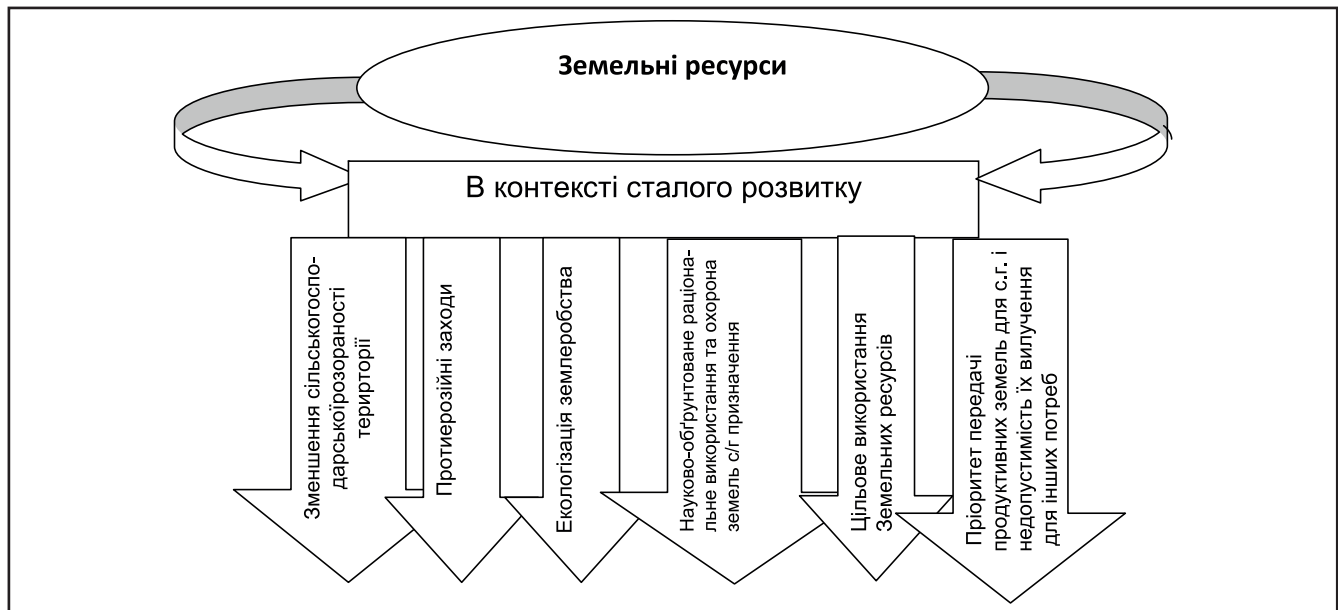 Земельні ресурси
В контексті сталого розвитку
Зменшення сільськогоспо-
дарськоїрозораності
територтії
Протиерозійні заходи
Екологізація землеробства
Науково-обґрунтоване раціона-
льне використання та охорона
земель с/г призначення
Цільове використання
Земельних ресурсів
Пріоритет передачі
продуктивних земель для с.г. і
недопустимість їх вилучення
для інших потреб